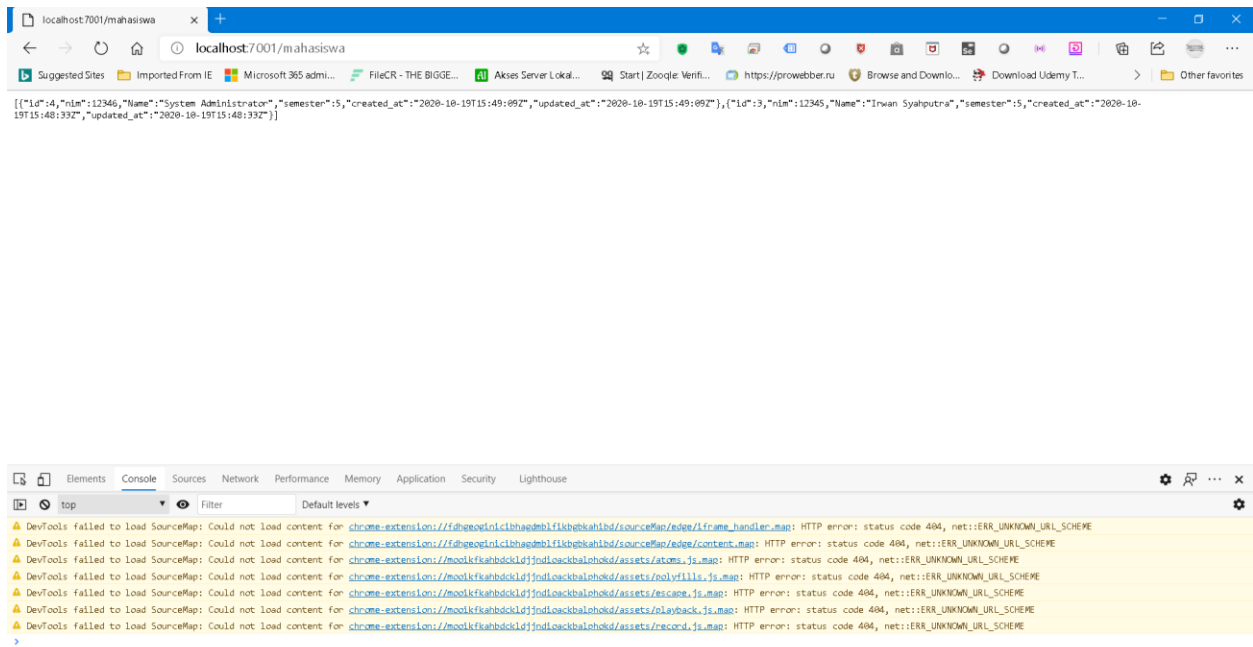 localhost:7001/mahasiswa
localhost:7001/mahasiswa
Suggested Sites Imported From IE Microsoft 365 admi... FileCR - THE BIGGE... Akses Server Lokal... Start | Zooqle: Verifi... https://prowebber.ru Browse and Downlo... Download Udemy T... Other favorites
[{"id":4,"nim":12346,"Name":"System Administrator","semester":5,"created_at":"2020-10-19T15:49:09Z","updated_at":"2020-10-19T15:49:09Z"},{"id":3,"nim":12345,"Name":"Irwan Syahputra","semester":5,"created_at":"2020-10-
19T15:48:33Z","updated_at":"2020-10-19T15:48:33Z"}]
Elements Console Sources Network Performance Memory Application Security Lighthouse
top Filter Default levels ▼
DevTools failed to load SourceMap: Could not load content for chrome-extension://fdhgeoginicibhagdmblfikbgbkahibd/sourceMap/edge/iframe_handler.map: HTTP error: status code 404, net::ERR_UNKNOWN_URL_SCHEME
DevTools failed to load SourceMap: Could not load content for chrome-extension://fdhgeoginicibhagdmblfikbgbkahibd/sourceMap/edge/content.map: HTTP error: status code 404, net::ERR_UNKNOWN_URL_SCHEME
DevTools failed to load SourceMap: Could not load content for chrome-extension://mooikfkahbdckldjjndioackbalphokd/assets/atoms.js.map: HTTP error: status code 404, net::ERR_UNKNOWN_URL_SCHEME
DevTools failed to load SourceMap: Could not load content for chrome-extension://mooikfkahbdckldjjndioackbalphokd/assets/polyfills.js.map: HTTP error: status code 404, net::ERR_UNKNOWN_URL_SCHEME
DevTools failed to load SourceMap: Could not load content for chrome-extension://mooikfkahbdckldjjndioackbalphokd/assets/escape.js.map: HTTP error: status code 404, net::ERR_UNKNOWN_URL_SCHEME
DevTools failed to load SourceMap: Could not load content for chrome-extension://mooikfkahbdckldjjndioackbalphokd/assets/playback.js.map: HTTP error: status code 404, net::ERR_UNKNOWN_URL_SCHEME
DevTools failed to load SourceMap: Could not load content for chrome-extension://mooikfkahbdckldjjndioackbalphokd/assets/record.js.map: HTTP error: status code 404, net::ERR_UNKNOWN_URL_SCHEME